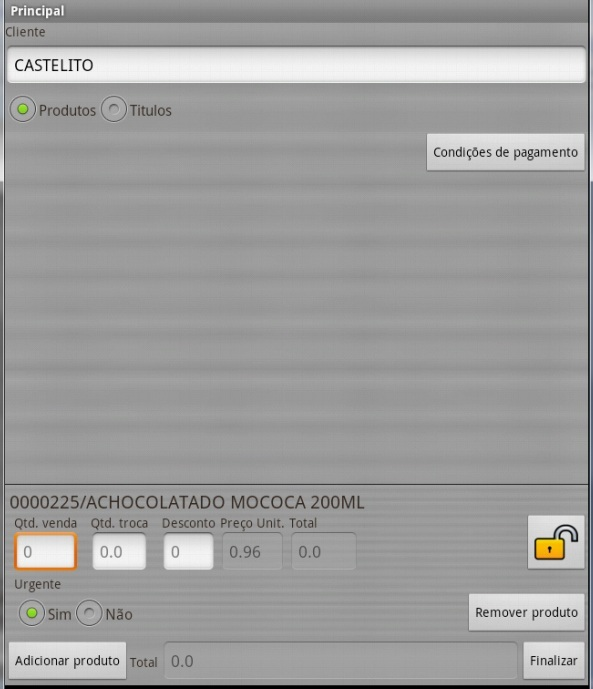 Principal
Cliente
CASTELITO
Produtos Titulos
Condições de pagamento
0000225/ACHOCOLATADO MOCOCA 200ML
Qtd. venda Qtd. troca Desconto Preço Unit. Total
0 0.0 0 0.96 0.0
Urgente
Sim Não
Remover produto
Adicionar produto Total 0.0 Finalizar